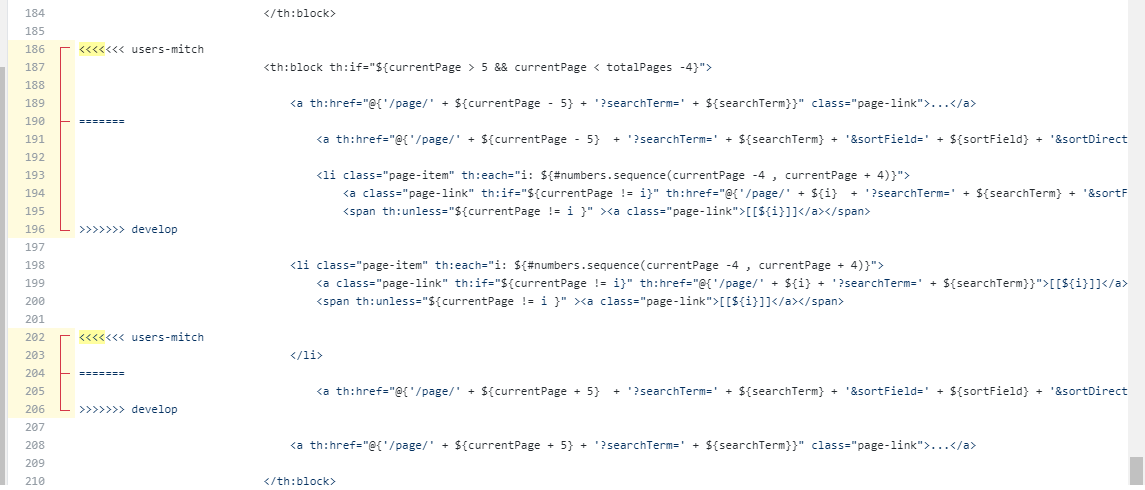 184 </th:block>
185
186 <<<<<<< users-mitch
187 <th:block th:if="${currentPage > 5 && currentPage < totalPages -4}">
188
189 <a th:href="@{'/page/' + ${currentPage - 5} + '?searchTerm=' + ${searchTerm}}" class="page-link">...</a>
190 =======
191 <a th:href="@{'/page/' + ${currentPage - 5}  + '?searchTerm=' + ${searchTerm} + '&sortField=' + ${sortField} + '&sortDirect
192
193 <li class="page-item" th:each="i: ${#numbers.sequence(currentPage -4 , currentPage + 4)}">
194 <a class="page-link" th:if="${currentPage != i}" th:href="@{'/page/' + ${i}  + '?searchTerm=' + ${searchTerm} + '&sortF
195 <span th:unless="${currentPage != i }" ><a class="page-link">[[${i}]]</a></span>
196 >>>>>>> develop
197
198 <li class="page-item" th:each="i: ${#numbers.sequence(currentPage -4 , currentPage + 4)}">
199 <a class="page-link" th:if="${currentPage != i}" th:href="@{'/page/' + ${i} + '?searchTerm=' + ${searchTerm}}">[[${i}]]</a>
200 <span th:unless="${currentPage != i }" ><a class="page-link">[[${i}]]</a></span>
201
202 <<<<<<< users-mitch
203 </li>
204 =======
205 <a th:href="@{'/page/' + ${currentPage + 5}  + '?searchTerm=' + ${searchTerm} + '&sortField=' + ${sortField} + '&sortDirect
206 >>>>>>> develop
207
208 <a th:href="@{'/page/' + ${currentPage + 5} + '?searchTerm=' + ${searchTerm}}" class="page-link">...</a>
209
210 </th:block>